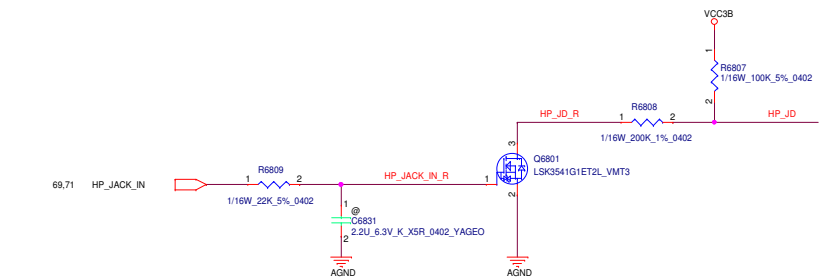 VCC3B
1
R6807
1/16W_100K_5%_0402
2
HP_JD_R
1
R6808
2
HP_JD
1/16W_200K_1%_0402
3
Q6801
LSK3541G1ET2L_VMT3
69,71 HP_JACK_IN
1
R6809
2
HP_JACK_IN_R
1
1/16W_22K_5%_0402
2
1
@
C6831
2.2U_6.3V_K_X5R_0402_YAGEO
2
AGND
AGND